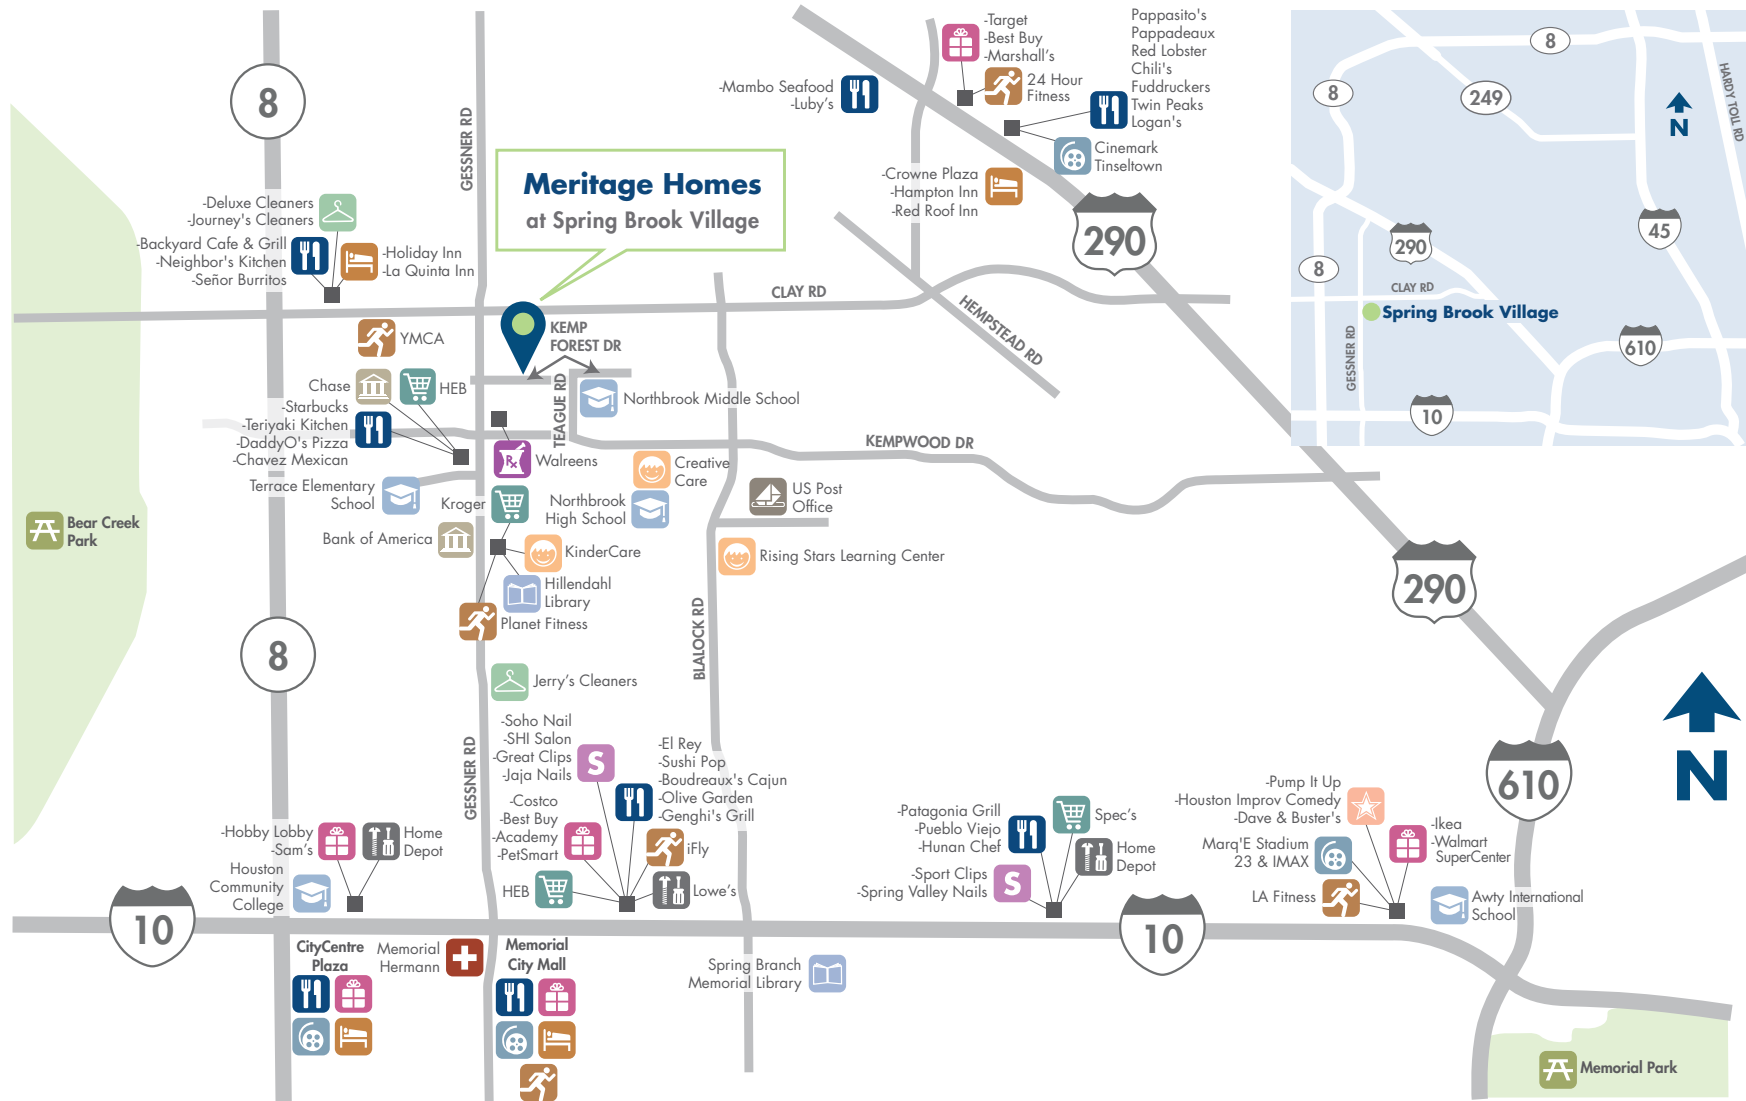 -Target
-Best Buy
-Marshall's
24 Hour
Fitness
Pappasito's
Pappadeaux
Red Lobster
Chili's
Fuddruckers
Twin Peaks
Logan's
-Mambo Seafood
-Luby's
Cinemark
Tinseltown
-Crowne Plaza
-Hampton Inn
-Red Roof Inn
8
GESSNER RD
Meritage Homes
at Spring Brook Village
290
-Deluxe Cleaners
-Journey's Cleaners
-Backyard Cafe & Grill
-Neighbor's Kitchen
-Señor Burritos
-Holiday Inn
-La Quinta Inn
CLAY RD
HEMPSTEAD RD
8
8
249
HARDY TOLL RD
N
45
290
8
CLAY RD
Spring Brook Village
GESSNER RD
610
10
YMCA
KEMP
FOREST DR
Chase
HEB
-Starbucks
-Teriyaki Kitchen
-DaddyO's Pizza
-Chavez Mexican
TEAGUE RD
Northbrook Middle School
KEMPWOOD DR
Rx
Walreens
Creative
Care
Terrace Elementary
School
Kroger
Northbrook
High School
US Post
Office
Bear Creek
Park
Bank of America
KinderCare
Rising Stars Learning Center
Hillendahl
Library
Planet Fitness
290
BLALOCK RD
8
Jerry's Cleaners
GESSNER RD
-Soho Nail
-SHI Salon
-Great Clips
-Jaja Nails
S
-El Rey
-Sushi Pop
-Boudreaux's Cajun
-Olive Garden
-Genghi's Grill
-Costco
-Best Buy
-Academy
-PetSmart
iFly
HEB
Lowe's
N
610
-Hobby Lobby
-Sam's
Home
Depot
Houston
Community
College
-Patagonia Grill
-Pueblo Viejo
-Hunan Chef
Spec's
Home
Depot
-Sport Clips
-Spring Valley Nails
S
-Pump It Up
-Houston Improv Comedy
-Dave & Buster's
Marq'E Stadium
23 & IMAX
LA Fitness
-Ikea
-Walmart
SuperCenter
Awty International
School
10
10
CityCentre
Plaza
Memorial
Hermann
Memorial
City Mall
Spring Branch
Memorial Library
Memorial Park